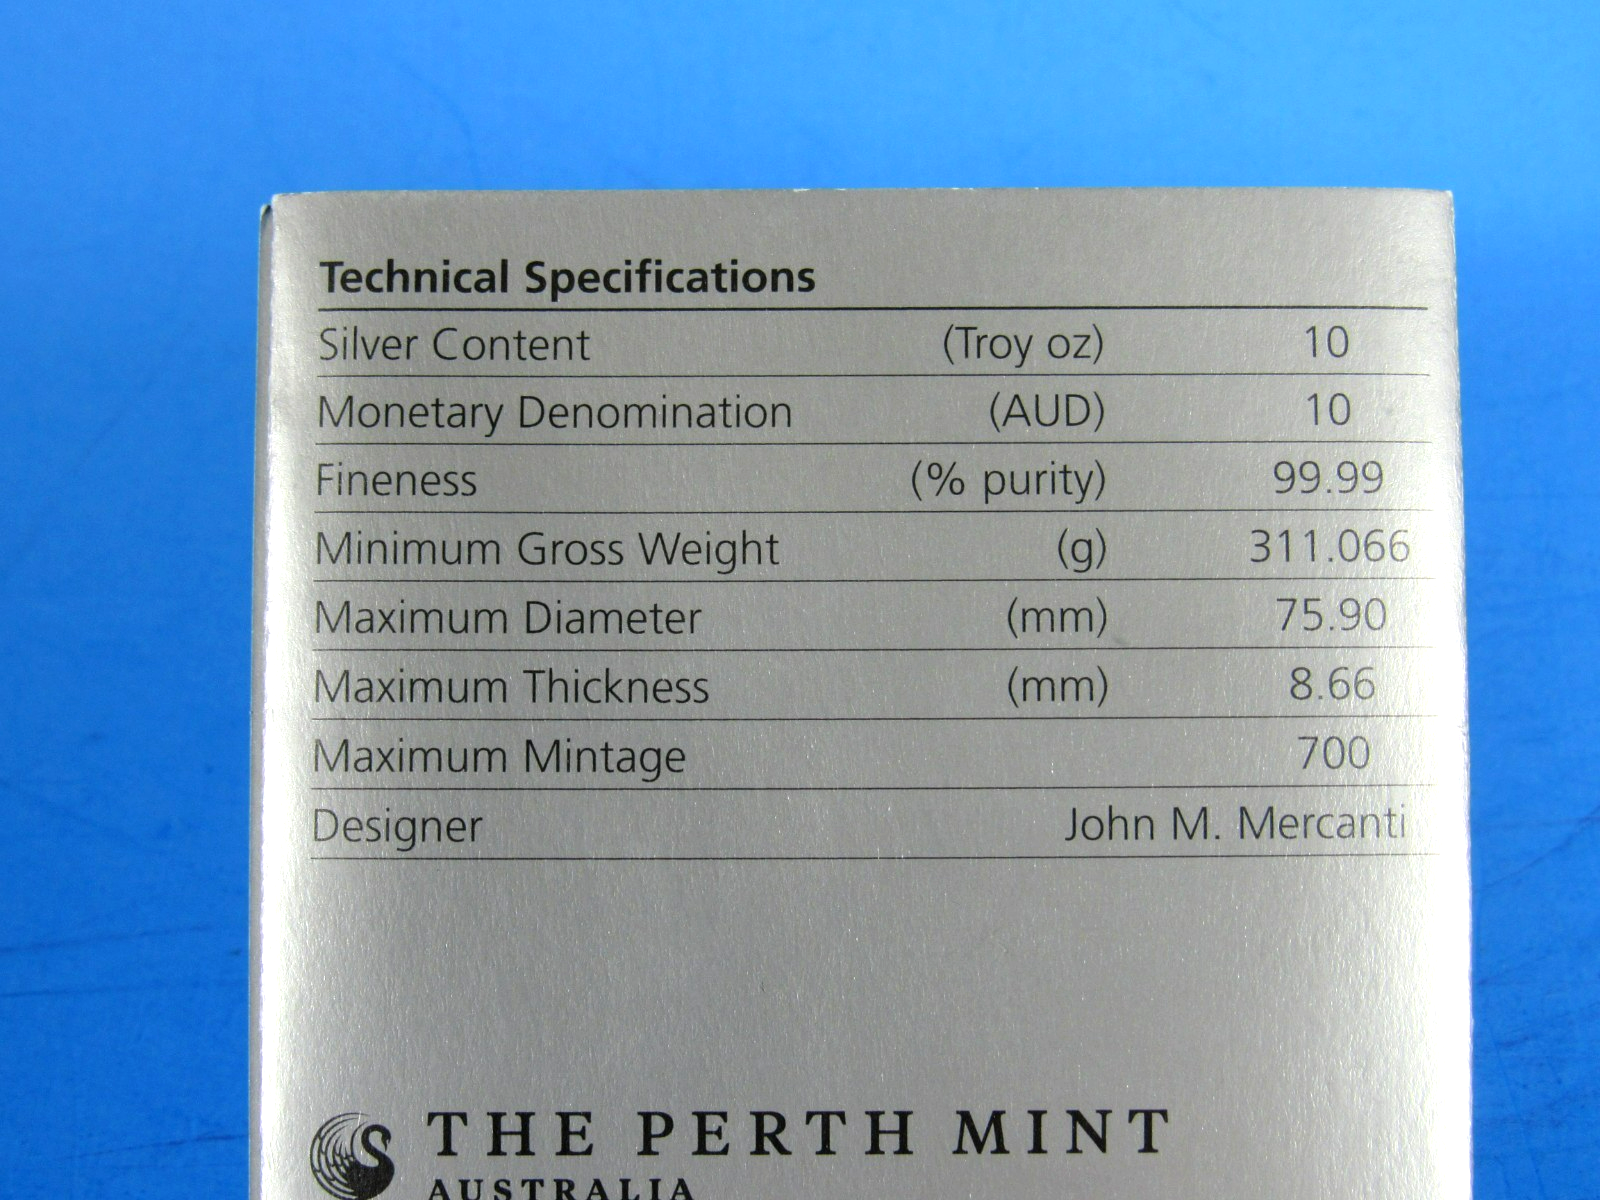 Technical Specifications
Silver Content (Troy oz) 10
Monetary Denomination (AUD) 10
Fineness (% purity) 99.99
Minimum Gross Weight (g) 311.066
Maximum Diameter (mm) 75.90
Maximum Thickness (mm) 8.66
Maximum Mintage 700
Designer John M. Mercanti
THE PERTH MINT
AUSTRALIA